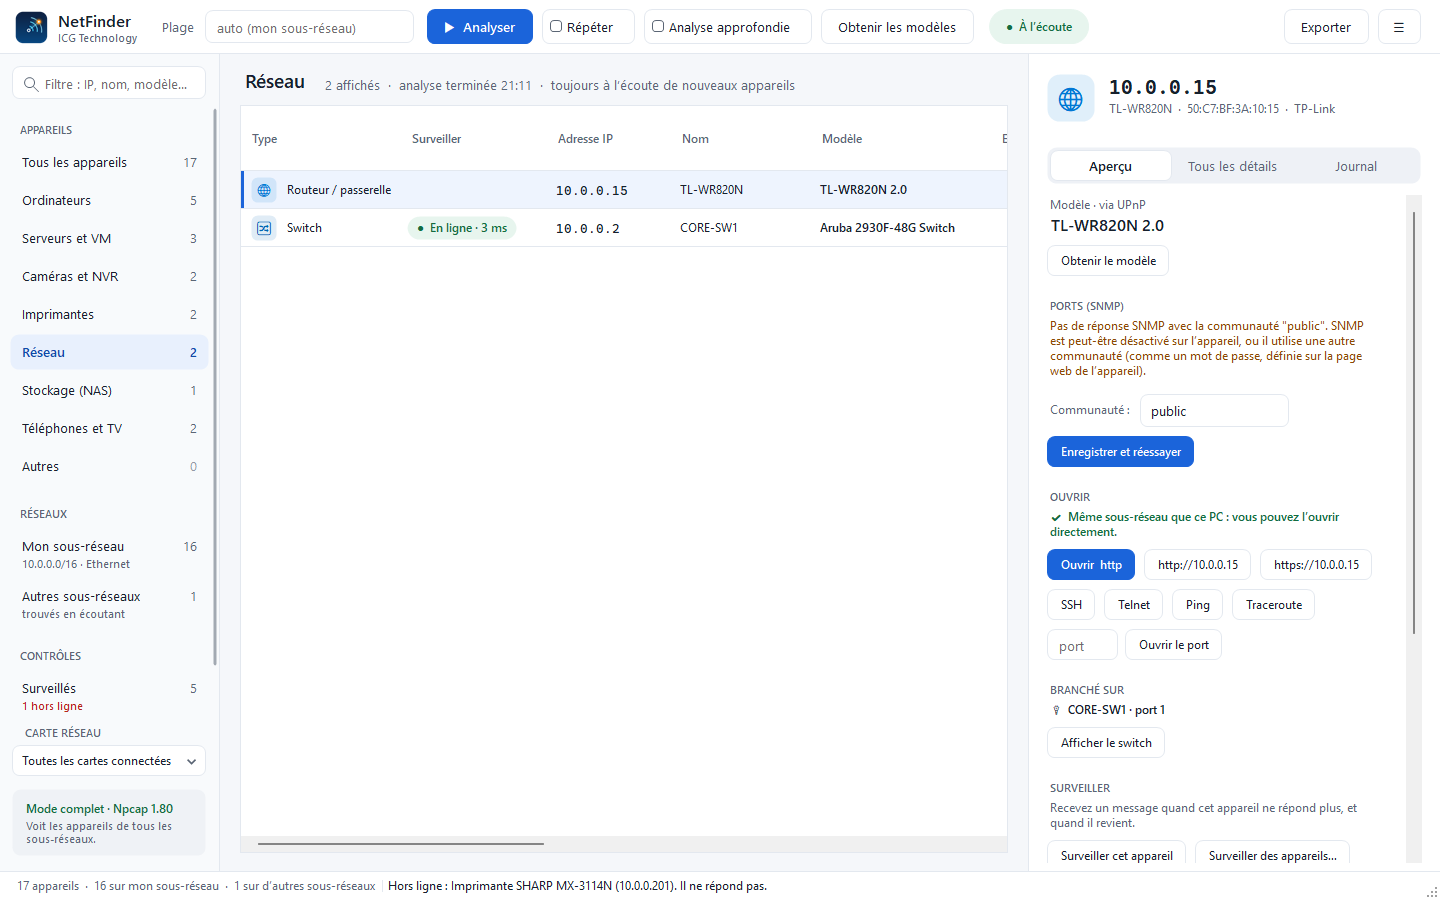 NetFinder
ICG Technology
Plage
auto (mon sous-réseau)
Analyser
Répéter
Analyse approfondie
Obtenir les modèles
● À l'écoute
Exporter
☰
Filtre : IP, nom, modèle...
APPAREILS
Tous les appareils 17
Ordinateurs 5
Serveurs et VM 3
Caméras et NVR 2
Imprimantes 2
Réseau 2
Stockage (NAS) 1
Téléphones et TV 2
Autres 0
RÉSEAUX
Mon sous-réseau 16
10.0.0.0/16 · Ethernet
Autres sous-réseaux 1
trouvés en écoutant
CONTRÔLES
Surveillés 5
1 hors ligne
CARTE RÉSEAU
Toutes les cartes connectées
Mode complet · Npcap 1.80
Voit les appareils de tous les
sous-réseaux.
Réseau
2 affichés · analyse terminée 21:11 · toujours à l'écoute de nouveaux appareils
Type Surveiller Adresse IP Nom Modèle
Routeur / passerelle 10.0.0.15 TL-WR820N TL-WR820N 2.0
Switch ● En ligne · 3 ms 10.0.0.2 CORE-SW1 Aruba 2930F-48G Switch
10.0.0.15
TL-WR820N · 50:C7:BF:3A:10:15 · TP-Link
Aperçu
Tous les détails
Journal
Modèle · via UPnP
TL-WR820N 2.0
Obtenir le modèle
PORTS (SNMP)
Pas de réponse SNMP avec la communauté "public". SNMP
est peut-être désactivé sur l'appareil, ou il utilise une autre
communauté (comme un mot de passe, définie sur la page
web de l'appareil).
Communauté : public
Enregistrer et réessayer
OUVRIR
✓ Même sous-réseau que ce PC : vous pouvez l'ouvrir
directement.
Ouvrir http
http://10.0.0.15
https://10.0.0.15
SSH
Telnet
Ping
Traceroute
port
Ouvrir le port
BRANCHÉ SUR
CORE-SW1 · port 1
Afficher le switch
SURVEILLER
Recevez un message quand cet appareil ne répond plus, et
quand il revient.
Surveiller cet appareil
Surveiller des appareils...
17 appareils · 16 sur mon sous-réseau · 1 sur d'autres sous-réseaux
Hors ligne : Imprimante SHARP MX-3114N (10.0.0.201). Il ne répond pas.